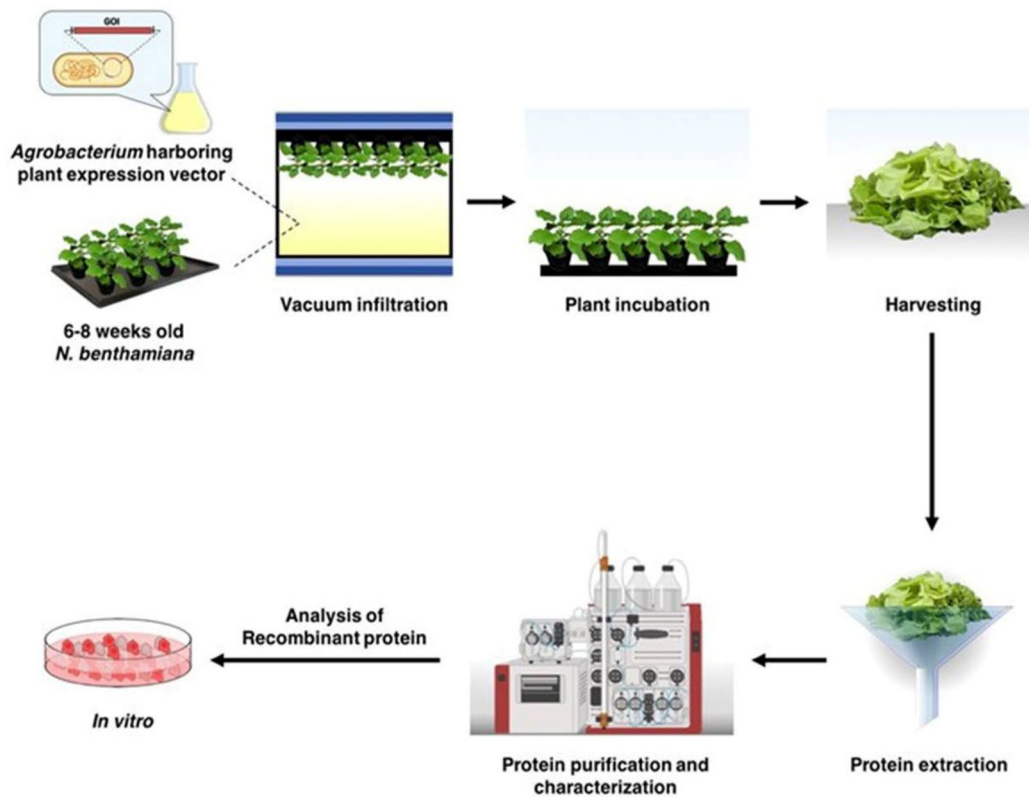 GOI
Agrobacterium harboring
plant expression vector
6-8 weeks old
N. benthamiana
Vacuum infiltration
Plant incubation
Harvesting
Analysis of
Recombinant protein
In vitro
Protein purification and
characterization
Protein extraction